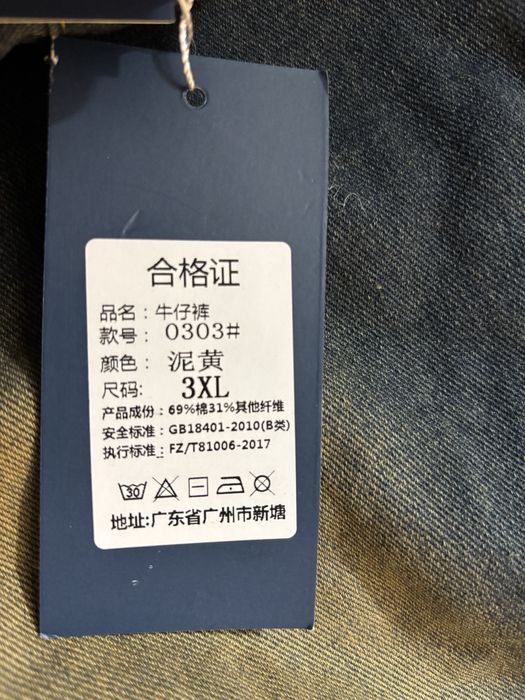 合格证
品名：牛仔裤
款号：0303#
颜色：泥黄
尺码：3XL
产品成份：69%棉31%其他纤维
安全标准：GB18401-2010(B类)
执行标准：FZ/T81006-2017
30
地址:广东省广州市新塘